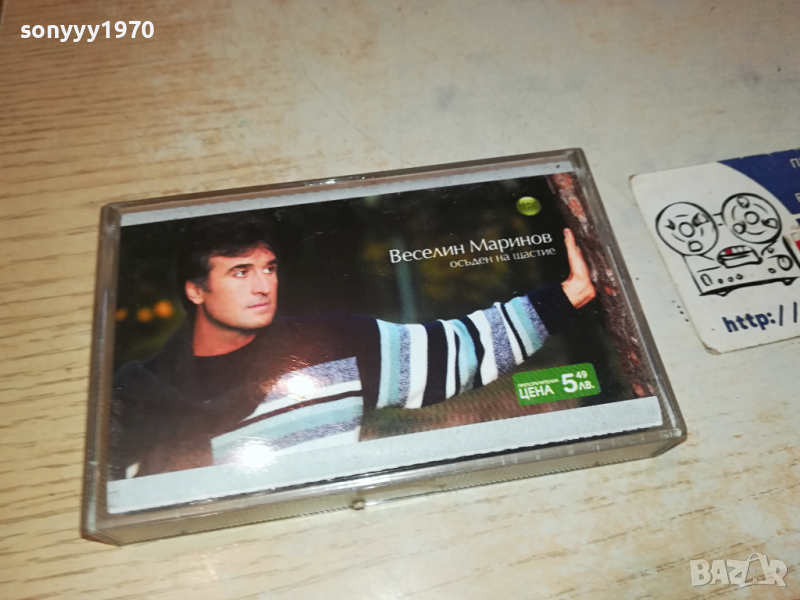 sonyyy1970
Веселин Маринов
осъден на щастие
ЦЕНА 5 49 ЛВ.
http://
BAZAR